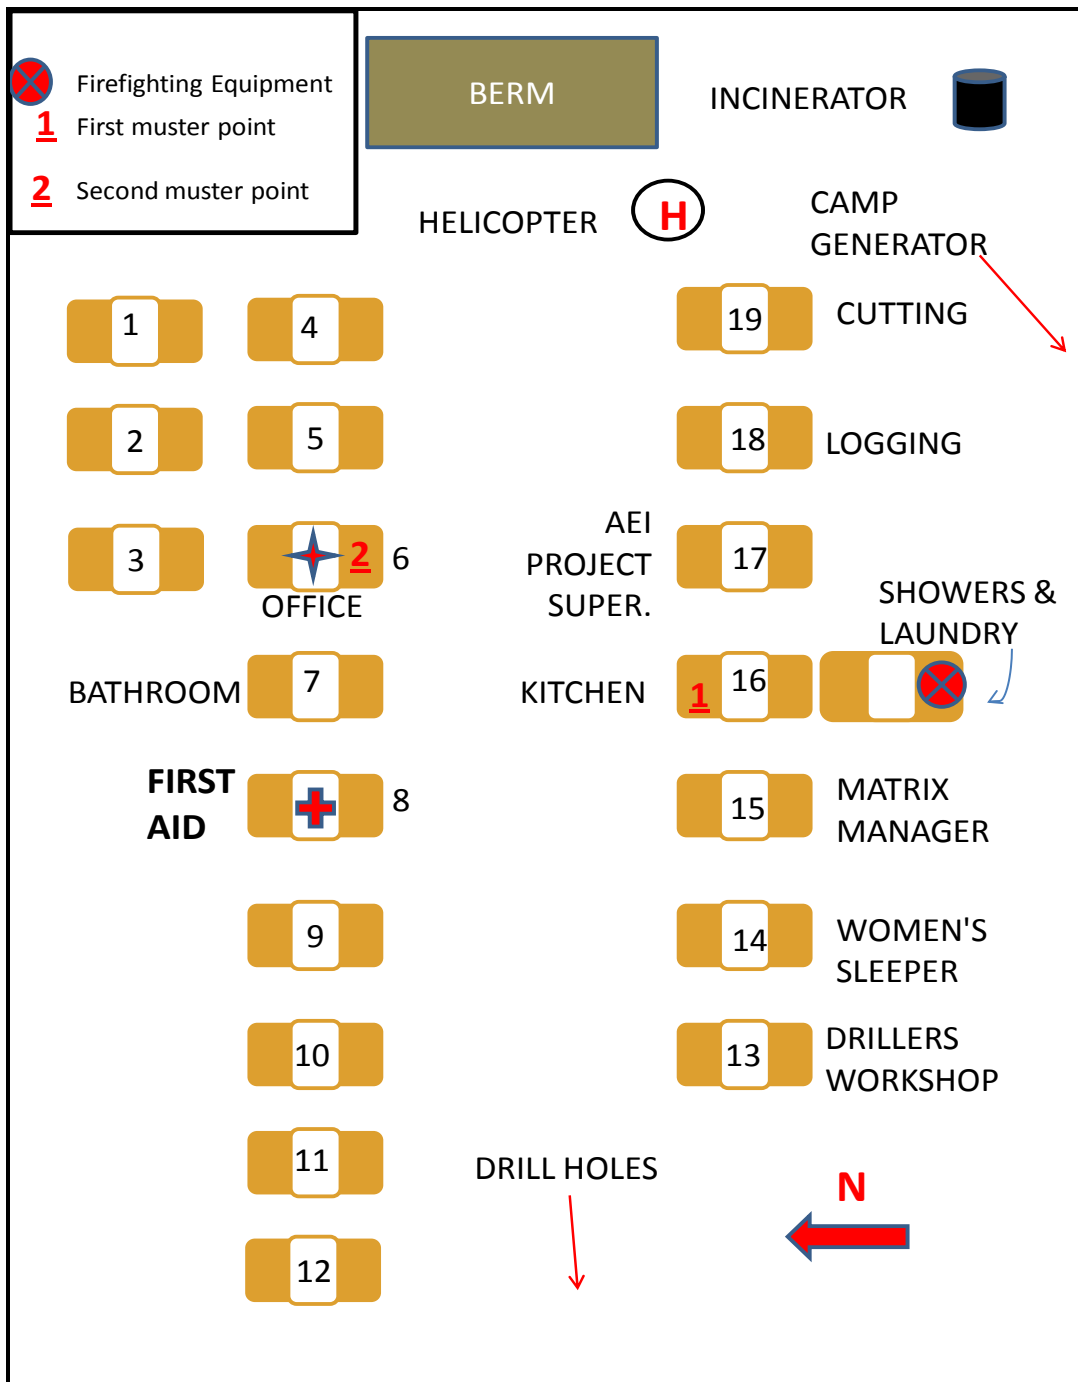 Firefighting Equipment
1 First muster point
2 Second muster point
BERM
INCINERATOR
HELICOPTER
H
CAMP
GENERATOR
1
4
19
CUTTING
2
5
18
LOGGING
3
2
6
OFFICE
AEI
PROJECT
SUPER.
17
SHOWERS &
LAUNDRY
BATHROOM
7
KITCHEN
1
16
FIRST
AID
8
15
MATRIX
MANAGER
9
14
WOMEN'S
SLEEPER
10
13
DRILLERS
WORKSHOP
11
DRILL HOLES
N
12